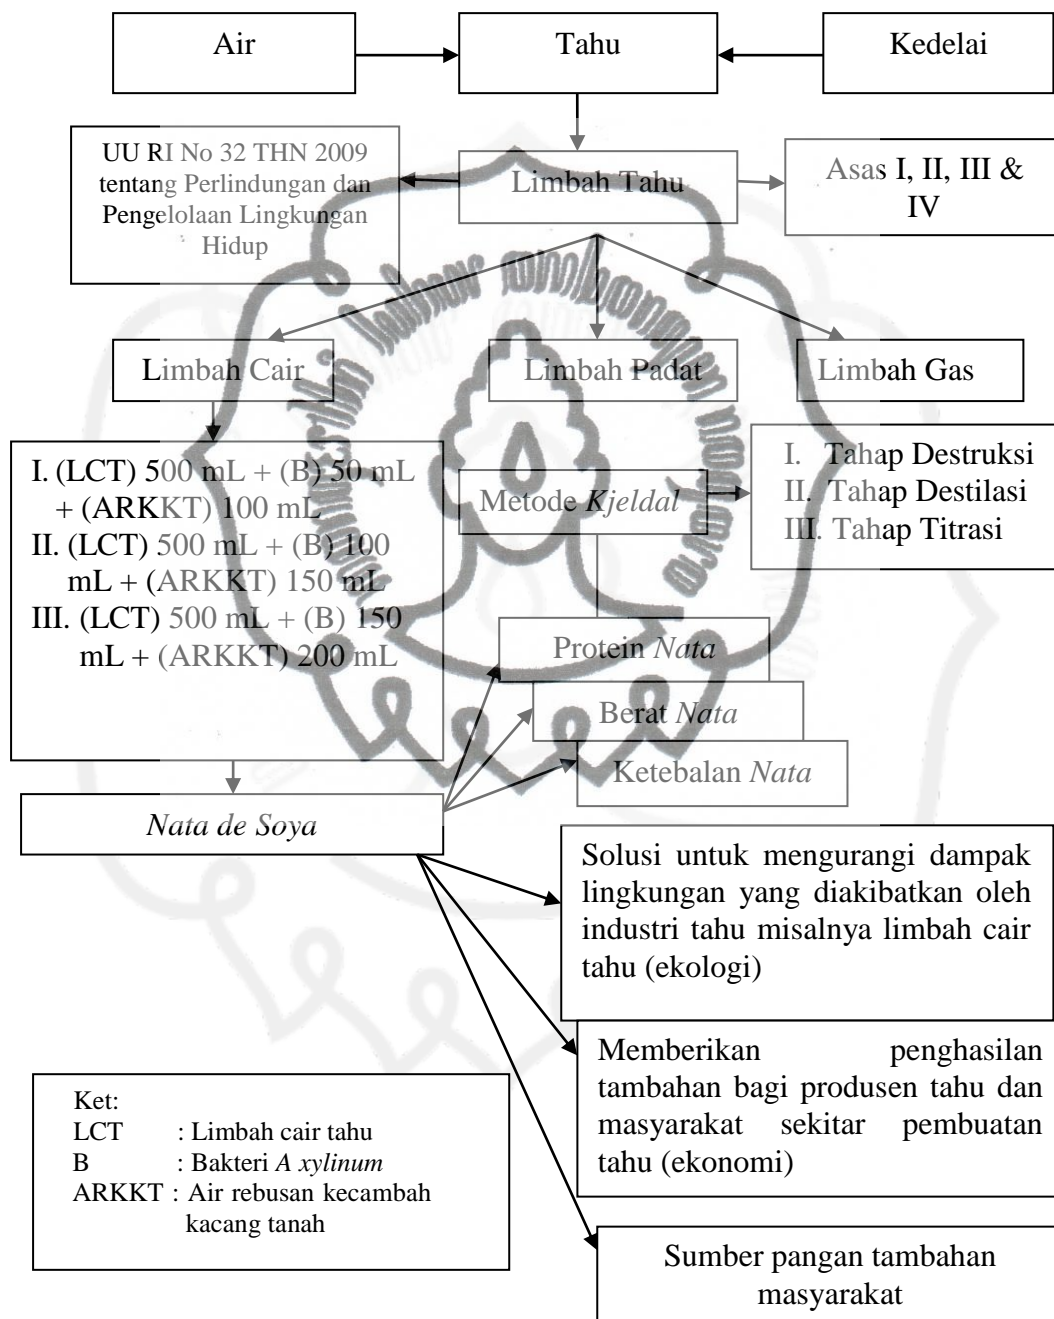 Air
Tahu
Kedelai
UU RI No 32 THN 2009
tentang Perlindungan dan
Pengelolaan Lingkungan
Hidup
Limbah Tahu
Asas I, II, III &
IV
Limbah Cair
Limbah Padat
Limbah Gas
I. (LCT) 500 mL + (B) 50 mL
+ (ARKKT) 100 mL
II. (LCT) 500 mL + (B) 100
mL + (ARKKT) 150 mL
III. (LCT) 500 mL + (B) 150
mL + (ARKKT) 200 mL
Metode Kjeldal
I. Tahap Destruksi
II. Tahap Destilasi
III. Tahap Titrasi
Protein Nata
Berat Nata
Ketebalan Nata
Nata de Soya
Solusi untuk mengurangi dampak
lingkungan yang diakibatkan oleh
industri tahu misalnya limbah cair
tahu (ekologi)
Memberikan penghasilan
tambahan bagi produsen tahu dan
masyarakat sekitar pembuatan
tahu (ekonomi)
Ket:
LCT : Limbah cair tahu
B : Bakteri A xylinum
ARKKT : Air rebusan kecambah
kacang tanah
Sumber pangan tambahan
masyarakat